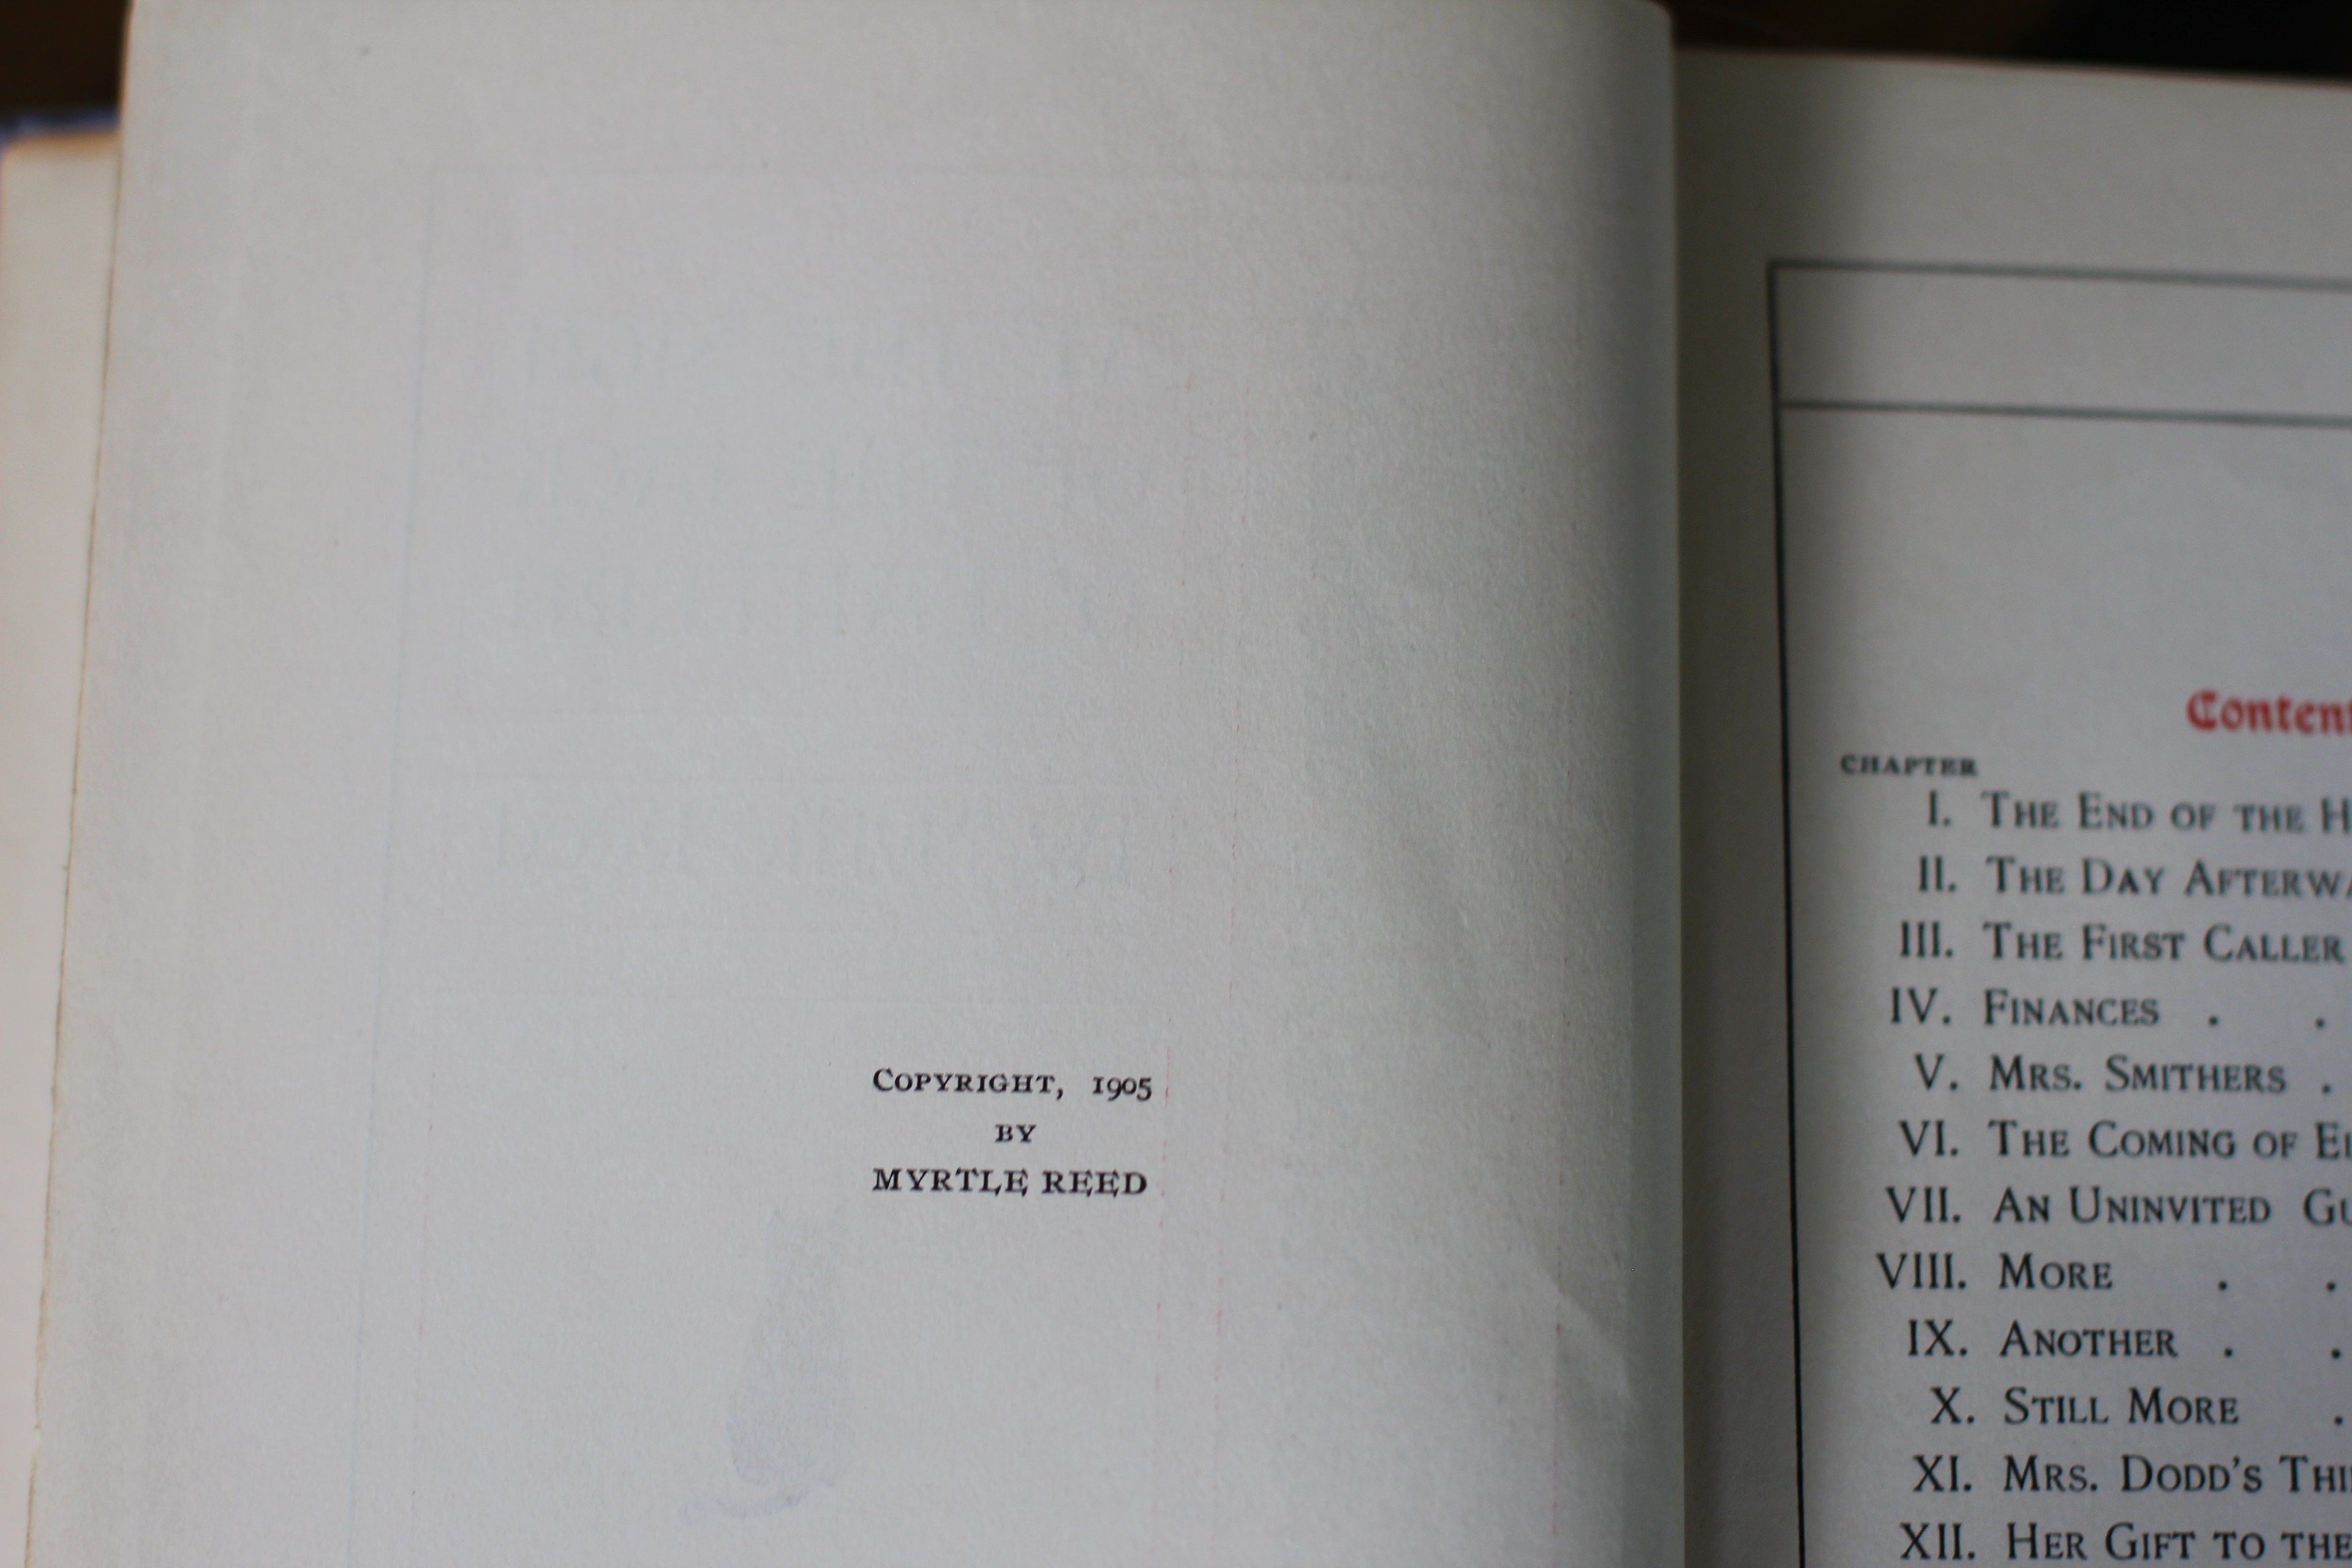 COPYRIGHT, 1905
BY
MYRTLE REED
Conten
CHAPTER
I. THE END OF THE H
II. THE DAY AFTERWA
III. THE FIRST CALLER
IV. FINANCES . .
V. MRS. SMITHERS .
VI. THE COMING OF EL
VII. AN UNINVITED GU
VIII. MORE . .
IX. ANOTHER . .
X. STILL MORE .
XI. MRS. DODD'S THI
XII. HER GIFT TO THE